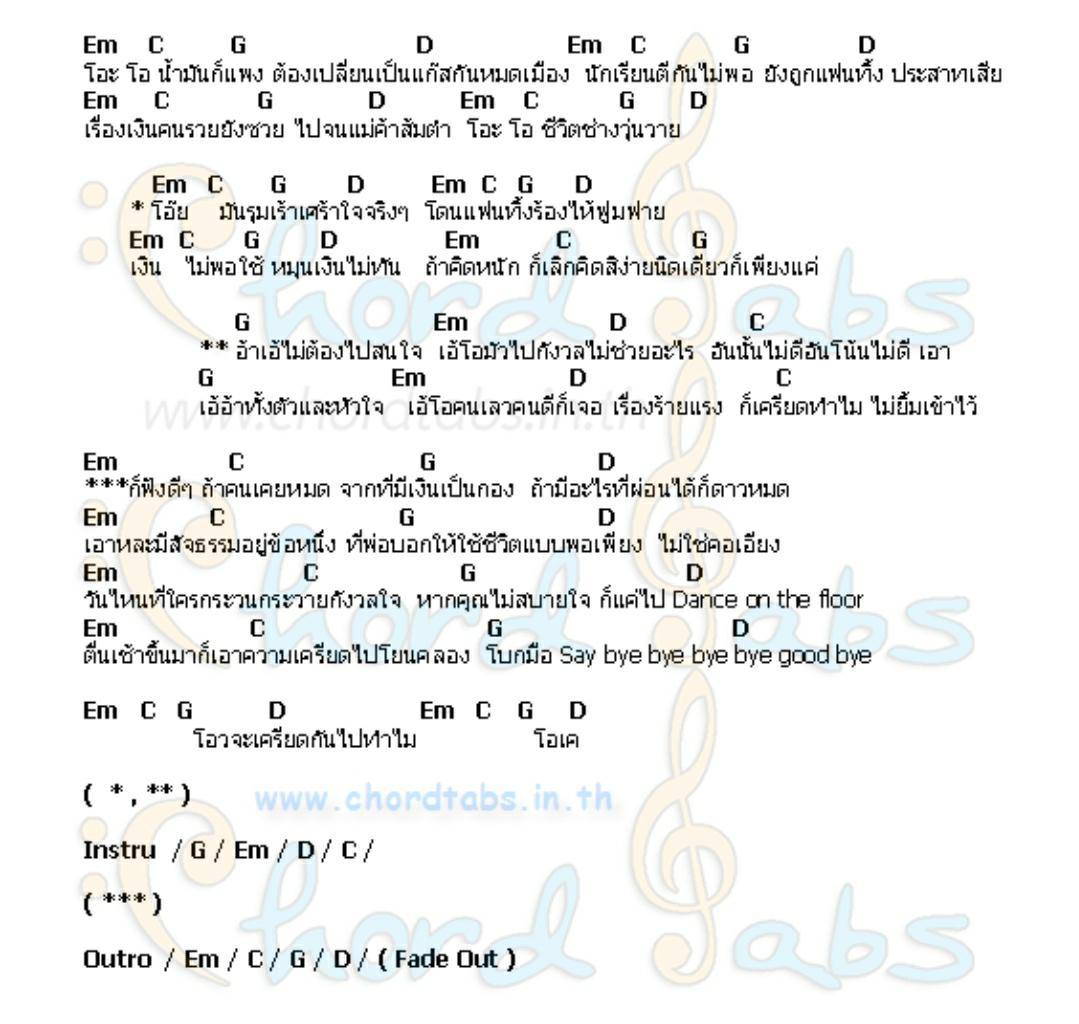 Em C G D Em C G D
โอะ โอ น้ำมันก็แพง ต้องเปลี่ยนเป็นแก๊สกันหมดเมือง นักเรียนตีกันไม่พอ ยังถูกแฟนทิ้ง ประสาทเสีย
Em C G D Em C G D
เรื่องเงินคนรวยยังซวย ไปจนแม่ค้าส้มตำ โอะ โอ ชีวิตช่างวุ่นวาย
Em C G D Em C G D
* โอ๊ย มันรุมเร้าเศร้าใจจริงๆ โดนแฟนทิ้งร้องไห้ฟูมฟาย
Em C G D Em C G
เงิน ไม่พอใช้ หมุนเงินไม่ทัน ถ้าคิดหนัก ก็เลิกคิดสิง่ายนิดเดียวก็เพียงแค่
G Em D C
** อ้าเอ้ไม่ต้องไปสนใจ เอ้โอมัวไปกังวลไม่ช่วยอะไร อันนั้นไม่ดีอันโน้นไม่ดี เอา
G Em D C
เอ้อ้าทั้งตัวและหัวใจ เอ้โอคนเลวคนดีก็เจอ เรื่องร้ายแรง ก็เครียดทำไม ไม่ยิ้มเข้าไว้
www.chordtabs.in.th
Em C G D
***ก็ฟังดีๆ ถ้าคนเคยหมด จากที่มีเงินเป็นกอง ถ้ามีอะไรที่ผ่อนได้ก็ดาวหมด
Em C G D
เอาหละมีสัจธรรมอยู่ข้อหนึ่ง ที่พ่อบอกให้ใช้ชีวิตแบบพอเพียง ไม่ใช่คอเอียง
Em C G D
วันไหนที่ใครกระวนกระวายกังวลใจ หากคุณไม่สบายใจ ก็แค่ไป Dance on the floor
Em C G D
ตื่นเช้าขึ้นมาก็เอาความเครียดไปโยนคลอง โบกมือ Say bye bye bye bye good bye
Em C G D Em C G D
โอวจะเครียดกันไปทำไม โอเค
( * , ** )
www.chordtabs.in.th
Instru / G / Em / D / C /
( *** )
Outro / Em / C / G / D / ( Fade Out )
Chord Tabs
Chord Tabs
Chord Tabs